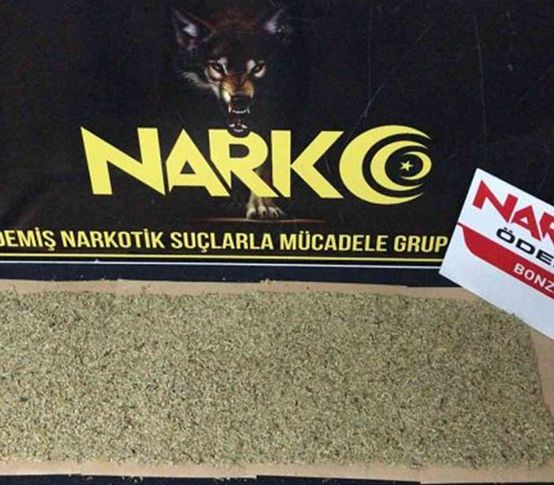 NARKO
DEMİŞ NARKOTİK SUÇLARLA MÜCADELE GRUP
NAR
ÖDE
BONZ